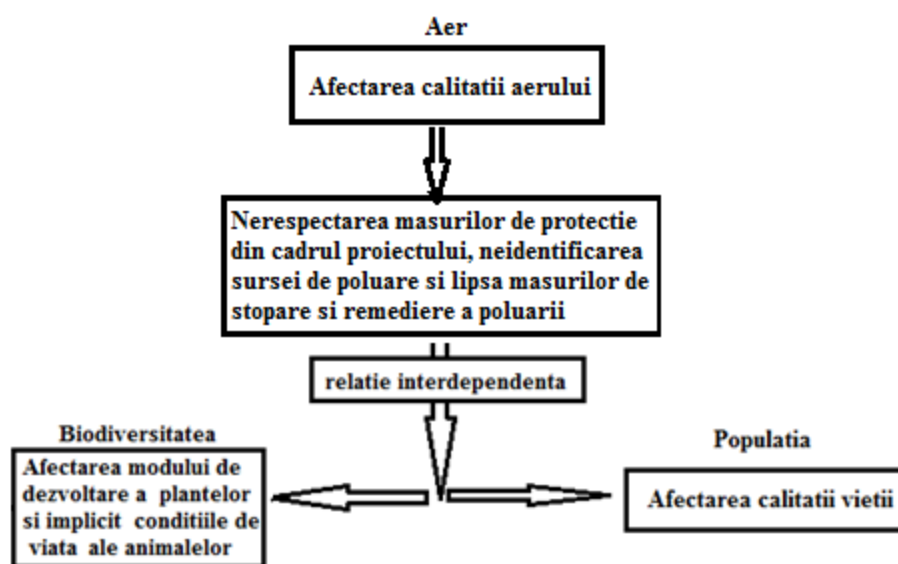 Aer
Afectarea calitatii aerului
Nerespectarea masurilor de protectie
din cadrul proiectului, neidentificarea
sursei de poluare si lipsa masurilor de
stopare si remediere a poluarii
relatie interdependenta
Biodiversitatea
Afectarea modului de
dezvoltare a plantelor
si implicit conditiile de
viata ale animalelor
Populatia
Afectarea calitatii vietii